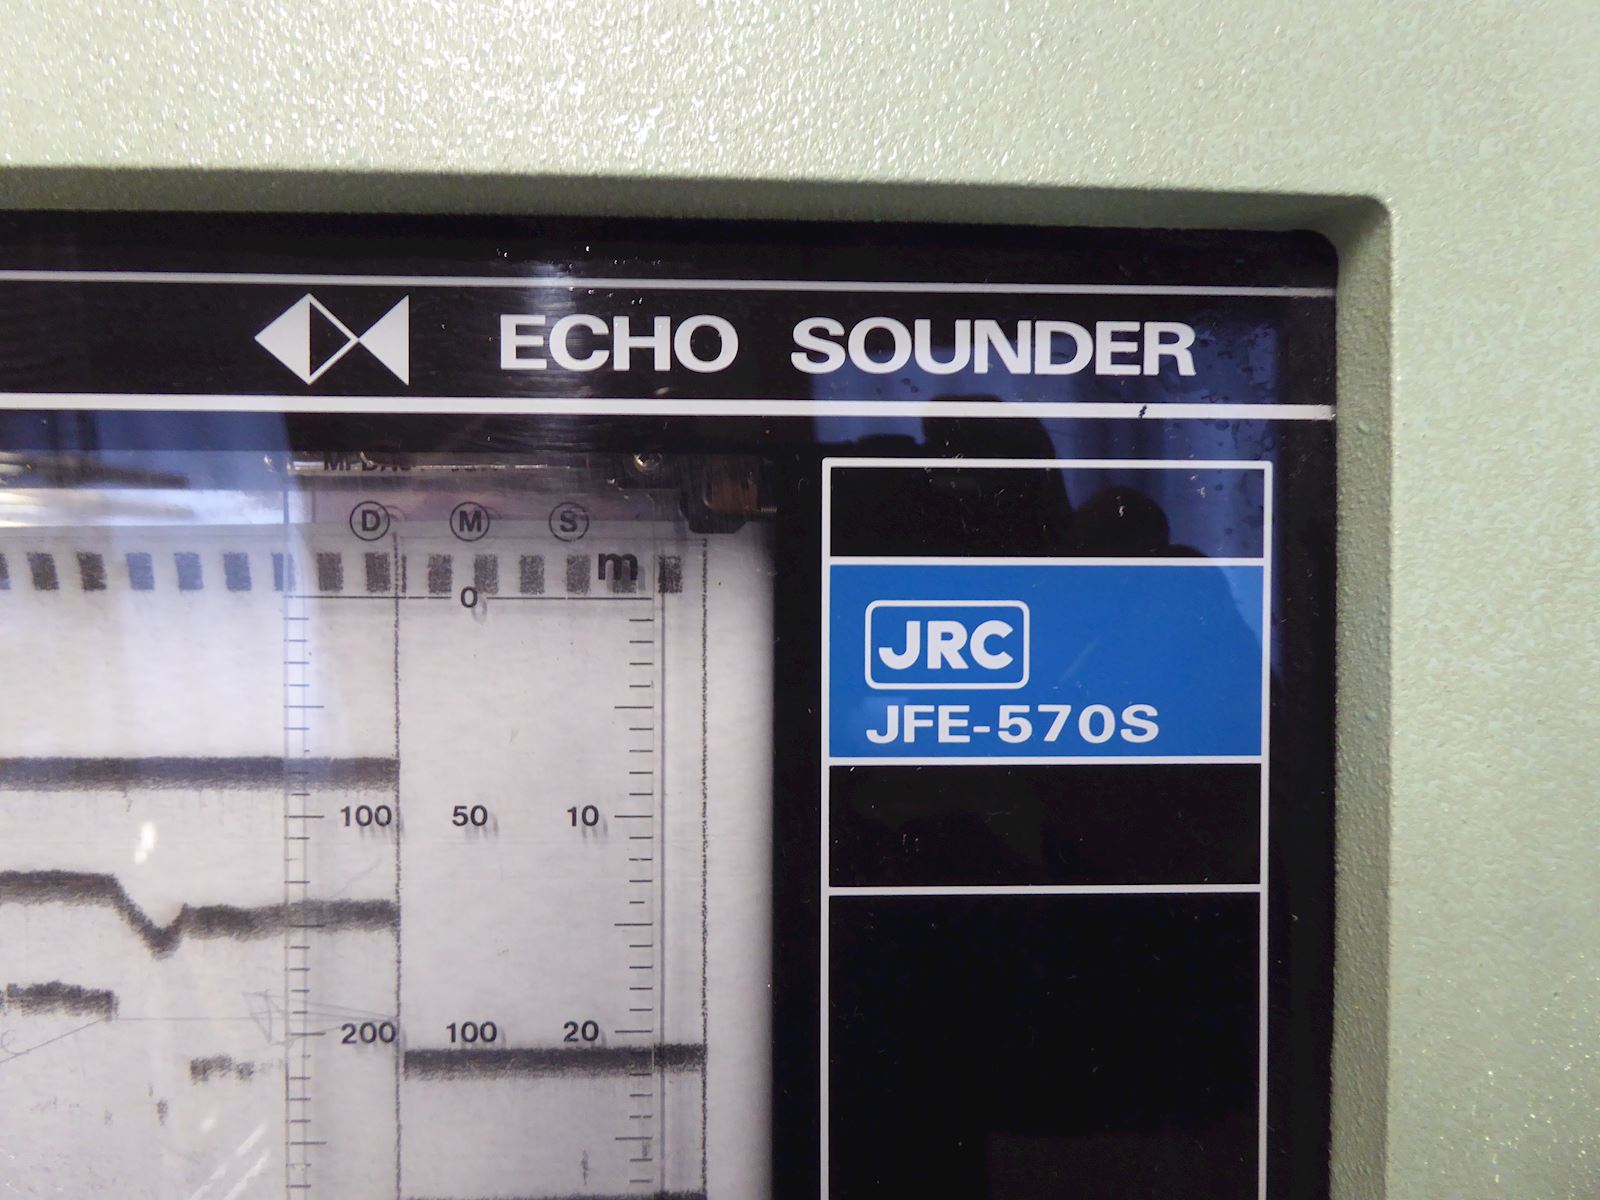 ECHO SOUNDER
D M S
m
0
JRC
JFE-570S
100 50 10
200 100 20